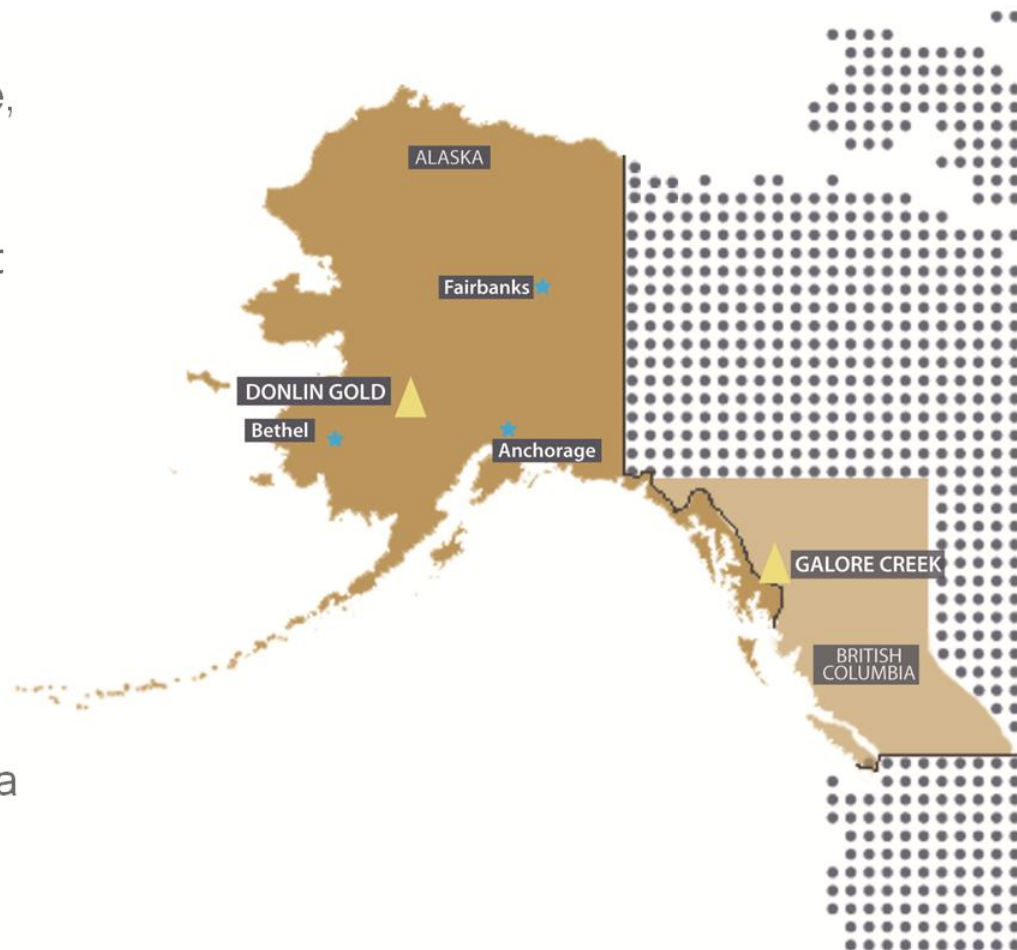 e,
ALASKA
t
Fairbanks
DONLIN GOLD
Bethel
Anchorage
GALORE CREEK
BRITISH
COLUMBIA
a